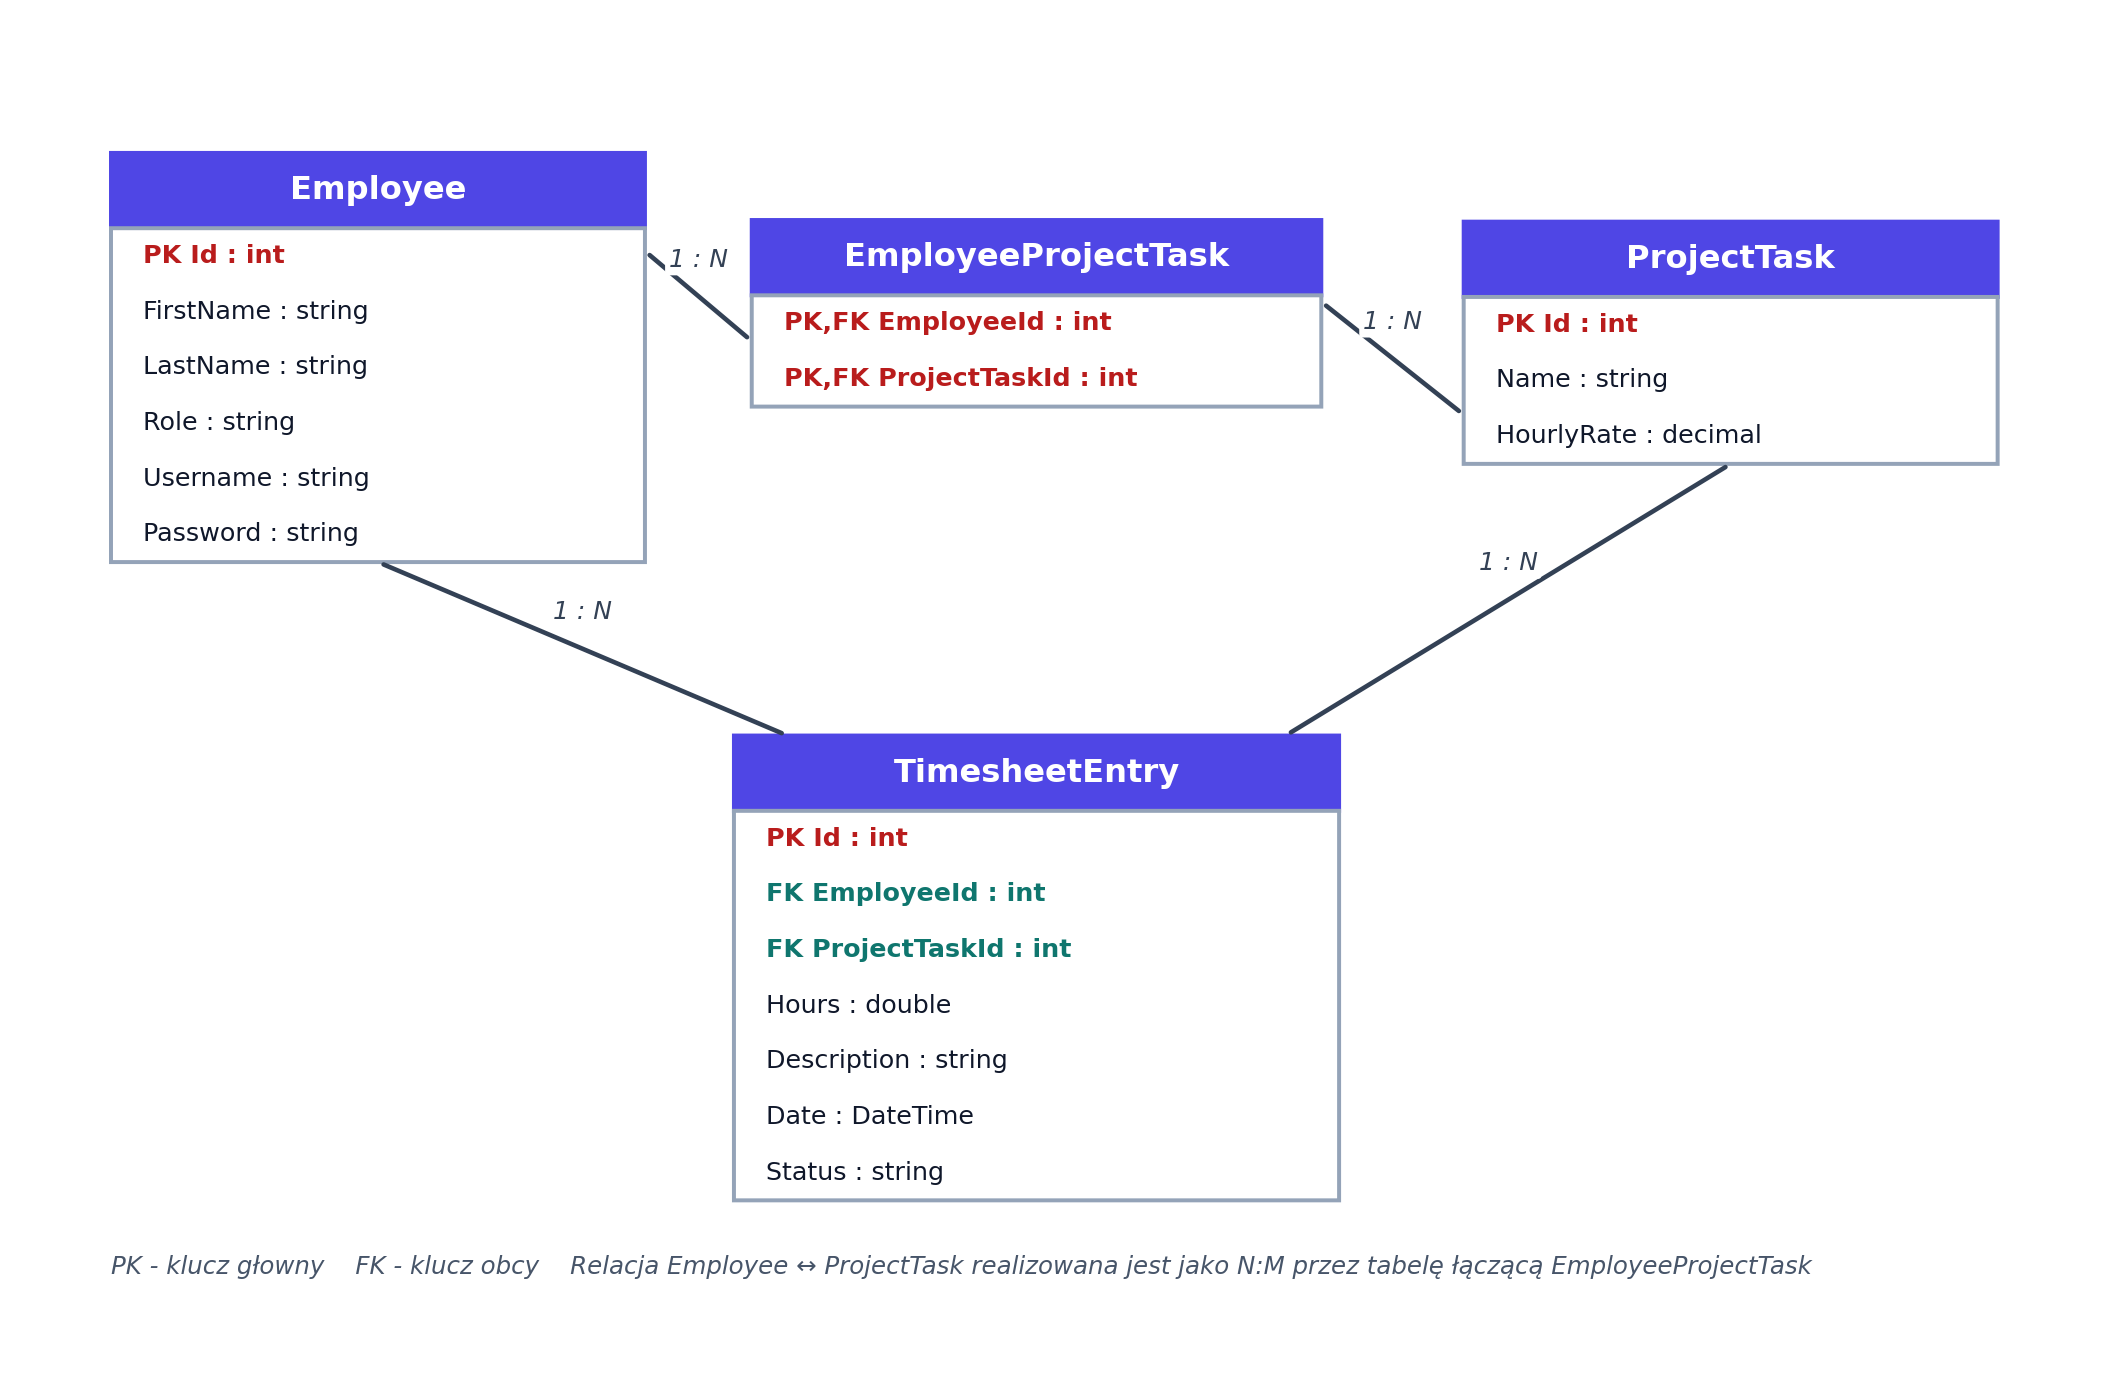 Employee
PK Id : int
FirstName : string
LastName : string
Role : string
Username : string
Password : string
1 : N
EmployeeProjectTask
PK,FK EmployeeId : int
PK,FK ProjectTaskId : int
1 : N
ProjectTask
PK Id : int
Name : string
HourlyRate : decimal
1 : N
1 : N
TimesheetEntry
PK Id : int
FK EmployeeId : int
FK ProjectTaskId : int
Hours : double
Description : string
Date : DateTime
Status : string
PK - klucz głowny FK - klucz obcy Relacja Employee ↔ ProjectTask realizowana jest jako N:M przez tabelę łączącą EmployeeProjectTask